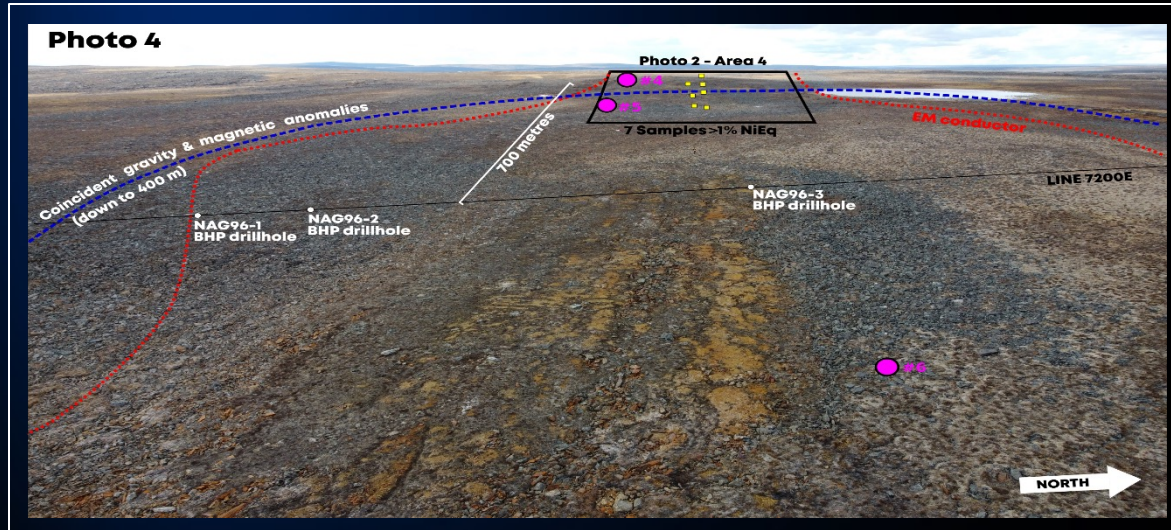 Photo 4
Photo 2 - Area 4
#4
#5
7 Samples>1% NiEq
Coincident gravity & magnetic anomalies
(down to 400 m)
700 metres
EM conductor
LINE 7200E
NAG96-1
BHP drillhole
NAG96-2
BHP drillhole
NAG96-3
BHP drillhole
#6
NORTH